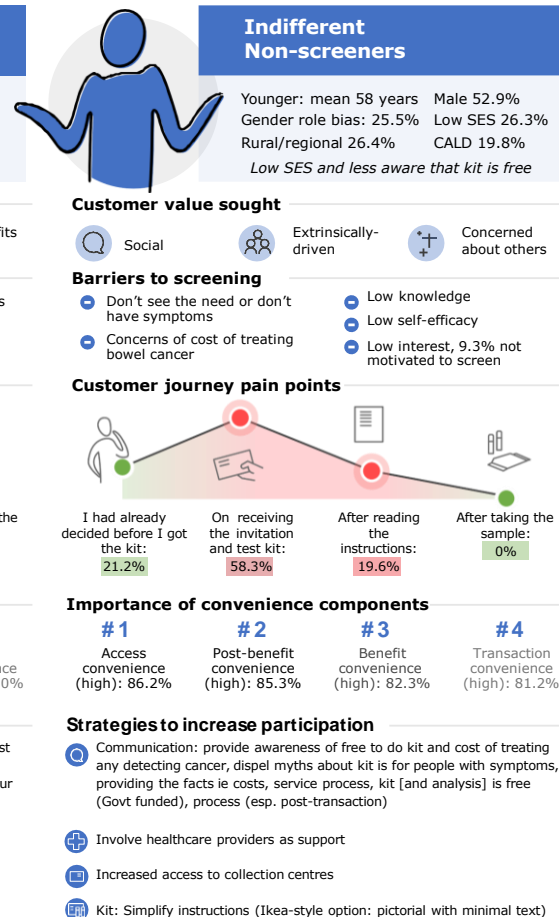 Indifferent
Non-screeners
Younger: mean 58 years Male 52.9%
Gender role bias: 25.5% Low SES 26.3%
Rural/regional 26.4% CALD 19.8%
Low SES and less aware that kit is free
fits
Customer value sought
Social
Extrinsically-
driven
Concerned
about others
s
Barriers to screening
Don’t see the need or don’t
have symptoms
Concerns of cost of treating
bowel cancer
Low knowledge
Low self-efficacy
Low interest, 9.3% not
motivated to screen
Customer journey pain points
the
I had already
decided before I got
the kit:
21.2%
On receiving
the invitation
and test kit:
58.3%
After reading
the
instructions:
19.6%
After taking the
sample:
0%
Importance of convenience components
nce
0%
#1
Access
convenience
(high): 86.2%
#2
Post-benefit
convenience
(high): 85.3%
#3
Benefit
convenience
(high): 82.3%
#4
Transaction
convenience
(high): 81.2%
Strategies to increase participation
st
ur
Communication: provide awareness of free to do kit and cost of treating
any detecting cancer, dispel myths about kit is for people with symptoms,
providing the facts ie costs, service process, kit [and analysis] is free
(Govt funded), process (esp. post-transaction)
Involve healthcare providers as support
Increased access to collection centres
Kit: Simplify instructions (Ikea-style option: pictorial with minimal text)